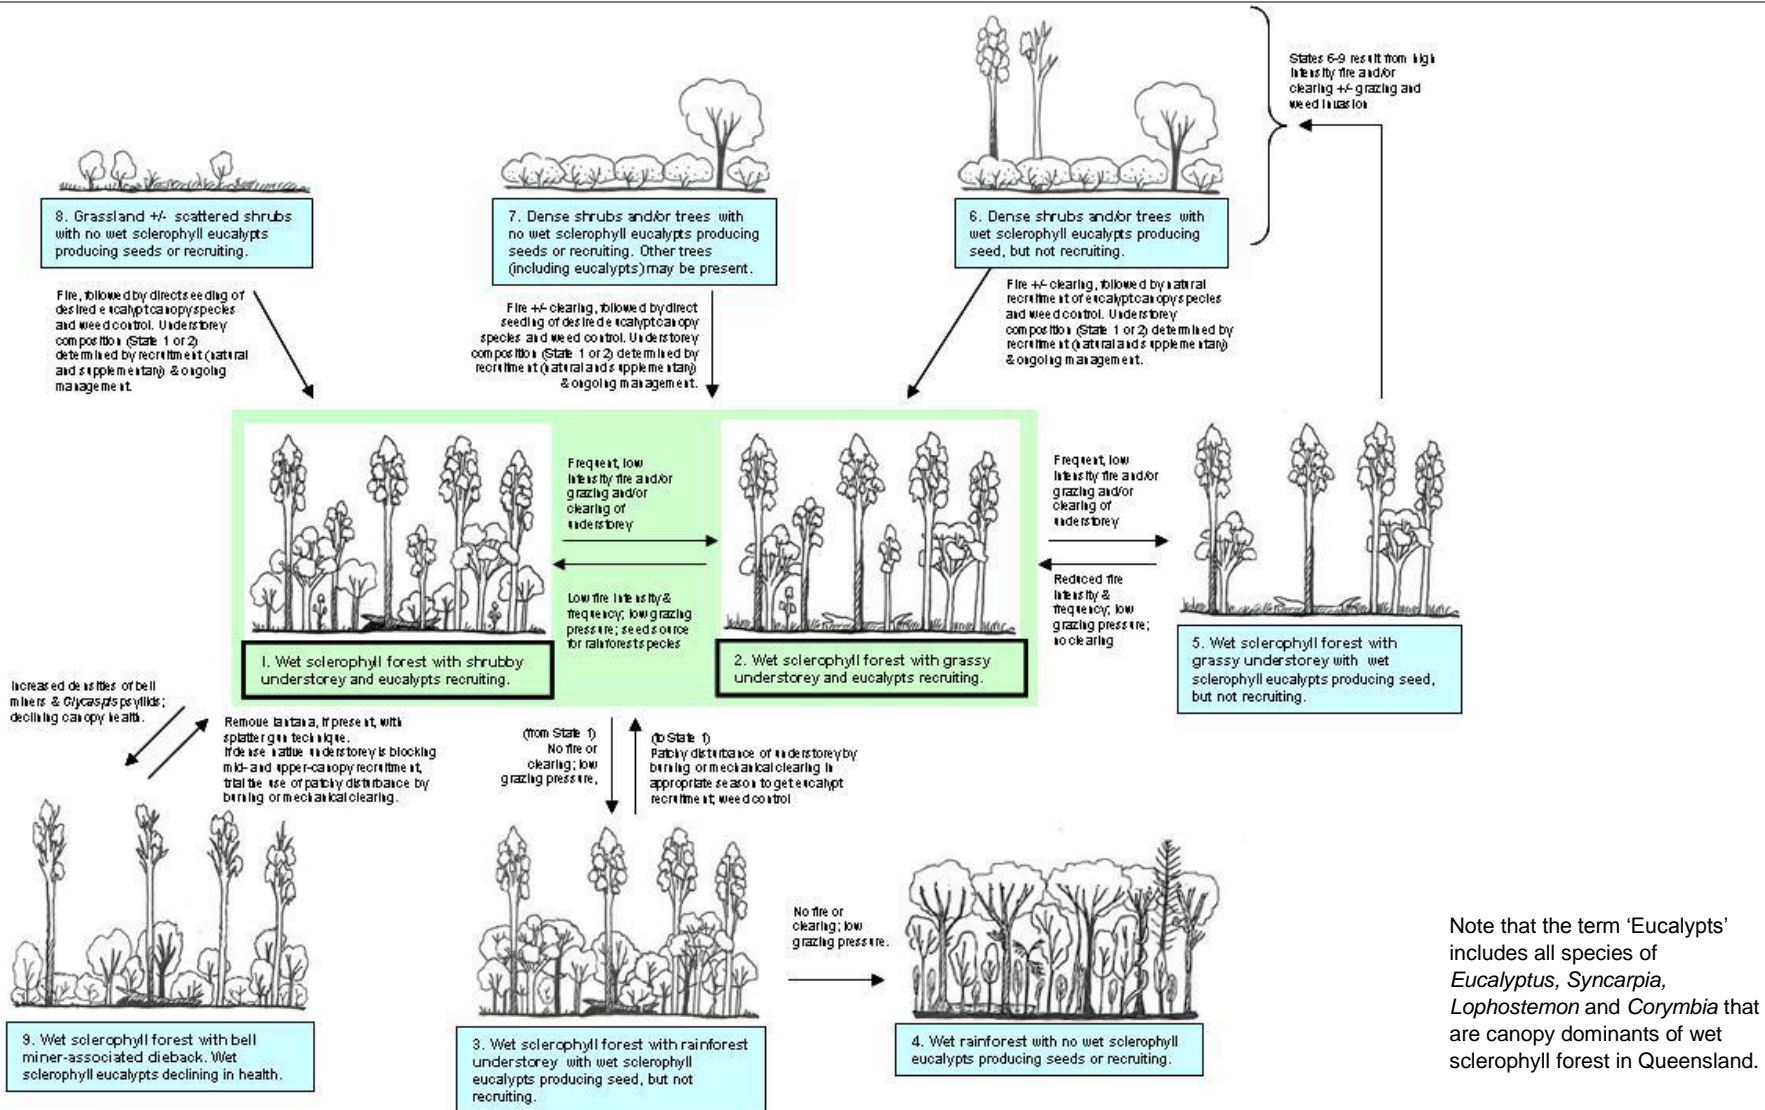 States 6-9 result from high
intensity fire and/or
clearing +/- grazing and
weed invasion
8. Grassland +/- scattered shrubs
with no wet sclerophyll eucalypts
producing seeds or recruiting.
7. Dense shrubs and/or trees with
no wet sclerophyll eucalypts producing
seeds or recruiting. Other trees
(including eucalypts) may be present.
6. Dense shrubs and/or trees with
wet sclerophyll eucalypts producing
seed, but not recruiting.
Fire, followed by direct seeding of
desired eucalypt canopy species
and weed control. Understorey
composition (State 1 or 2)
determined by recruitment (natural
and supplementary) & ongoing
management.
Fire +/- clearing, followed by direct
seeding of desired eucalypt canopy
species and weed control. Understorey
composition (State 1 or 2) determined by
recruitment (natural and supplementary)
& ongoing management.
Fire +/- clearing, followed by natural
recruitment of eucalypt canopy species
and weed control. Understorey
composition (State 1 or 2) determined by
recruitment (natural and supplementary)
& ongoing management.
Frequent, low
intensity fire and/or
grazing and/or
clearing of
understorey
Low fire intensity &
frequency; low grazing
pressure; seed source
for rainforest species
Frequent, low
intensity fire and/or
grazing and/or
clearing of
understorey
Reduced fire
intensity &
frequency; low
grazing pressure;
no clearing
1. Wet sclerophyll forest with shrubby
understorey and eucalypts recruiting.
2. Wet sclerophyll forest with grassy
understorey and eucalypts recruiting.
5. Wet sclerophyll forest with
grassy understorey with wet
sclerophyll eucalypts producing seed,
but not recruiting.
Increased densities of bell
miners & Glycaspis psyllids;
declining canopy health.
Remove lantana, if present, with
splatter gun technique.
If dense native understorey is blocking
mid- and upper-canopy recruitment,
trial the use of patchy disturbance by
burning or mechanical clearing.
(from State 1)
No fire or
clearing; low
grazing pressure,
(to State 1)
Patchy disturbance of understorey by
burning or mechanical clearing in
appropriate season to get eucalypt
recruitment; weed control
No fire or
clearing; low
grazing pressure.
9. Wet sclerophyll forest with bell
miner-associated dieback. Wet
sclerophyll eucalypts declining in health.
3. Wet sclerophyll forest with rainforest
understorey with wet sclerophyll
eucalypts producing seed, but not
recruiting.
4. Wet rainforest with no wet sclerophyll
eucalypts producing seeds or recruiting.
Note that the term ‘Eucalypts’
includes all species of
Eucalyptus, Syncarpia,
Lophostemon and Corymbia that
are canopy dominants of wet
sclerophyll forest in Queensland.